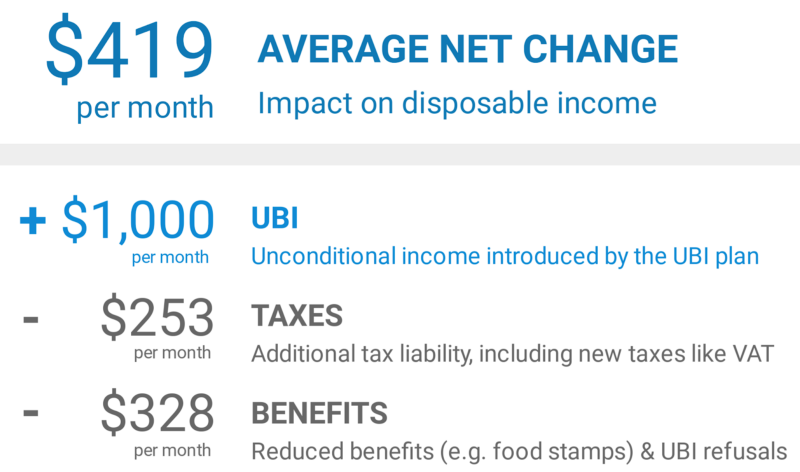 $419
per month
AVERAGE NET CHANGE
Impact on disposable income
+ $1,000
per month
UBI
Unconditional income introduced by the UBI plan
- $253
per month
TAXES
Additional tax liability, including new taxes like VAT
- $328
per month
BENEFITS
Reduced benefits (e.g. food stamps) & UBI refusals